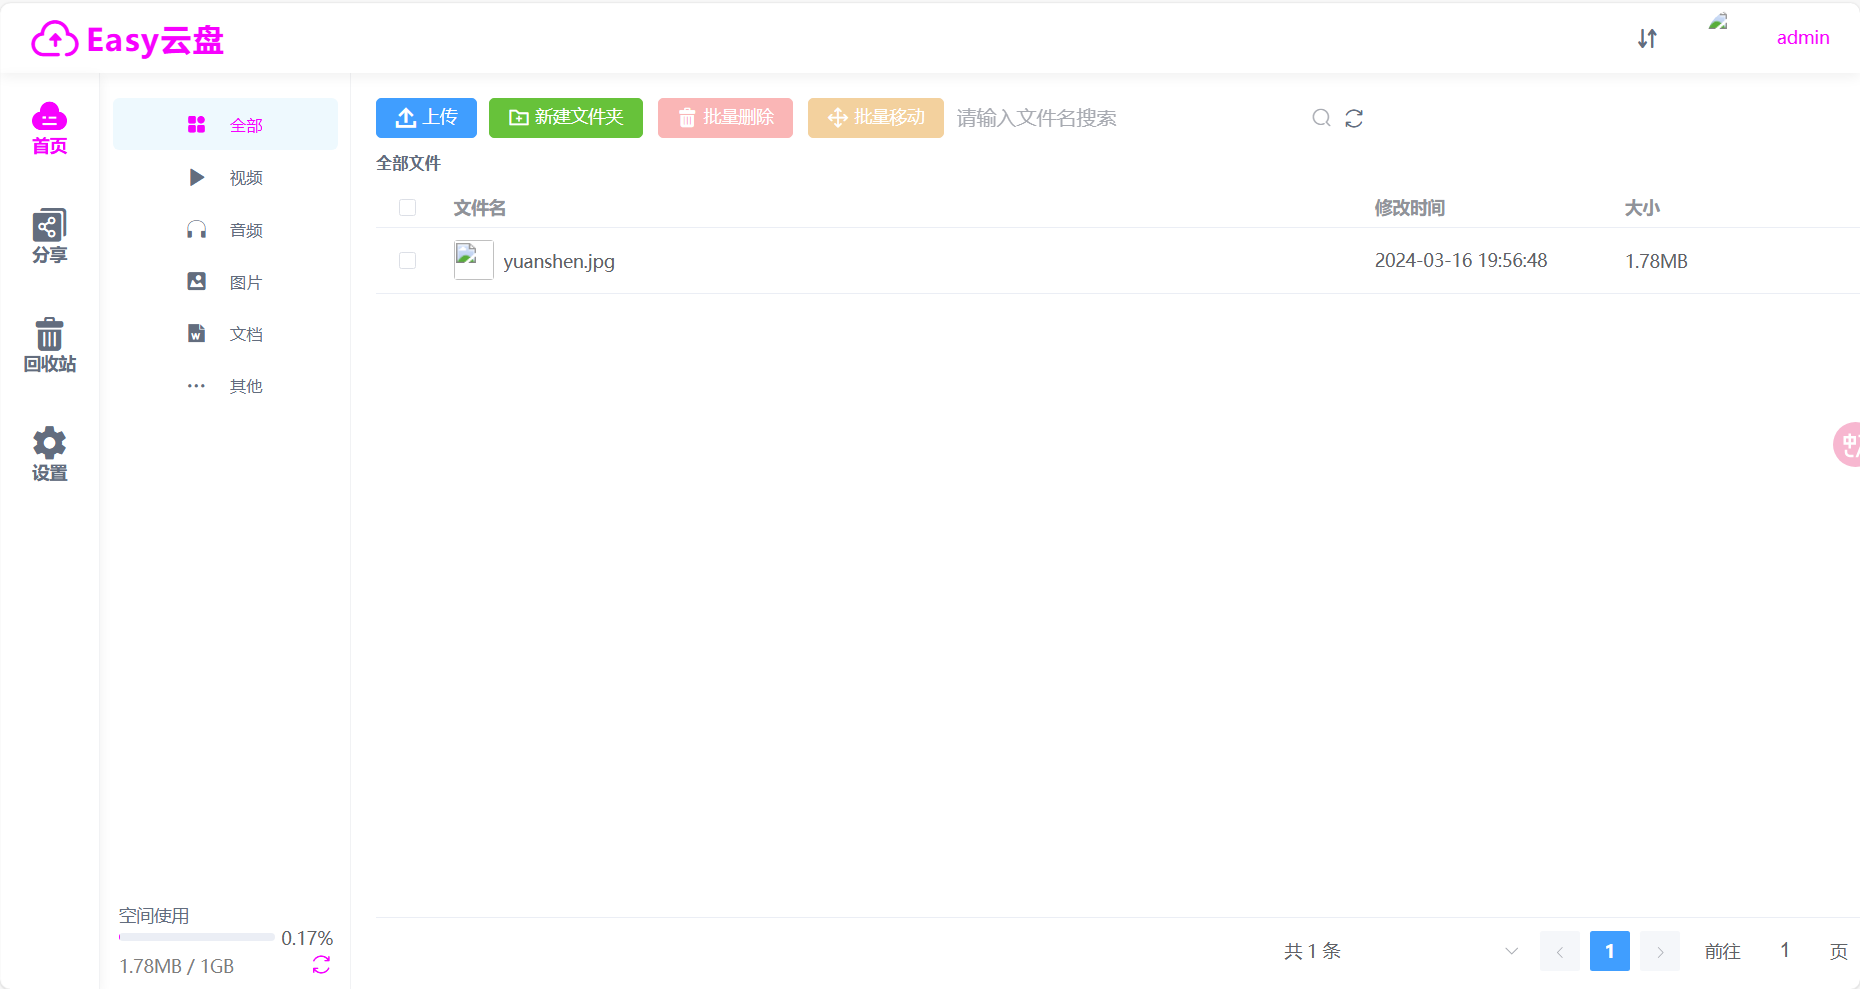 Easy云盘
admin
首页
分享
回收站
设置
全部
视频
音频
图片
文档
其他
空间使用
0.17%
1.78MB / 1GB
上传 新建文件夹 批量删除 批量移动 请输入文件名搜索
全部文件
文件名 修改时间 大小
yuanshen.jpg 2024-03-16 19:56:48 1.78MB
共 1 条 1 前往 1 页